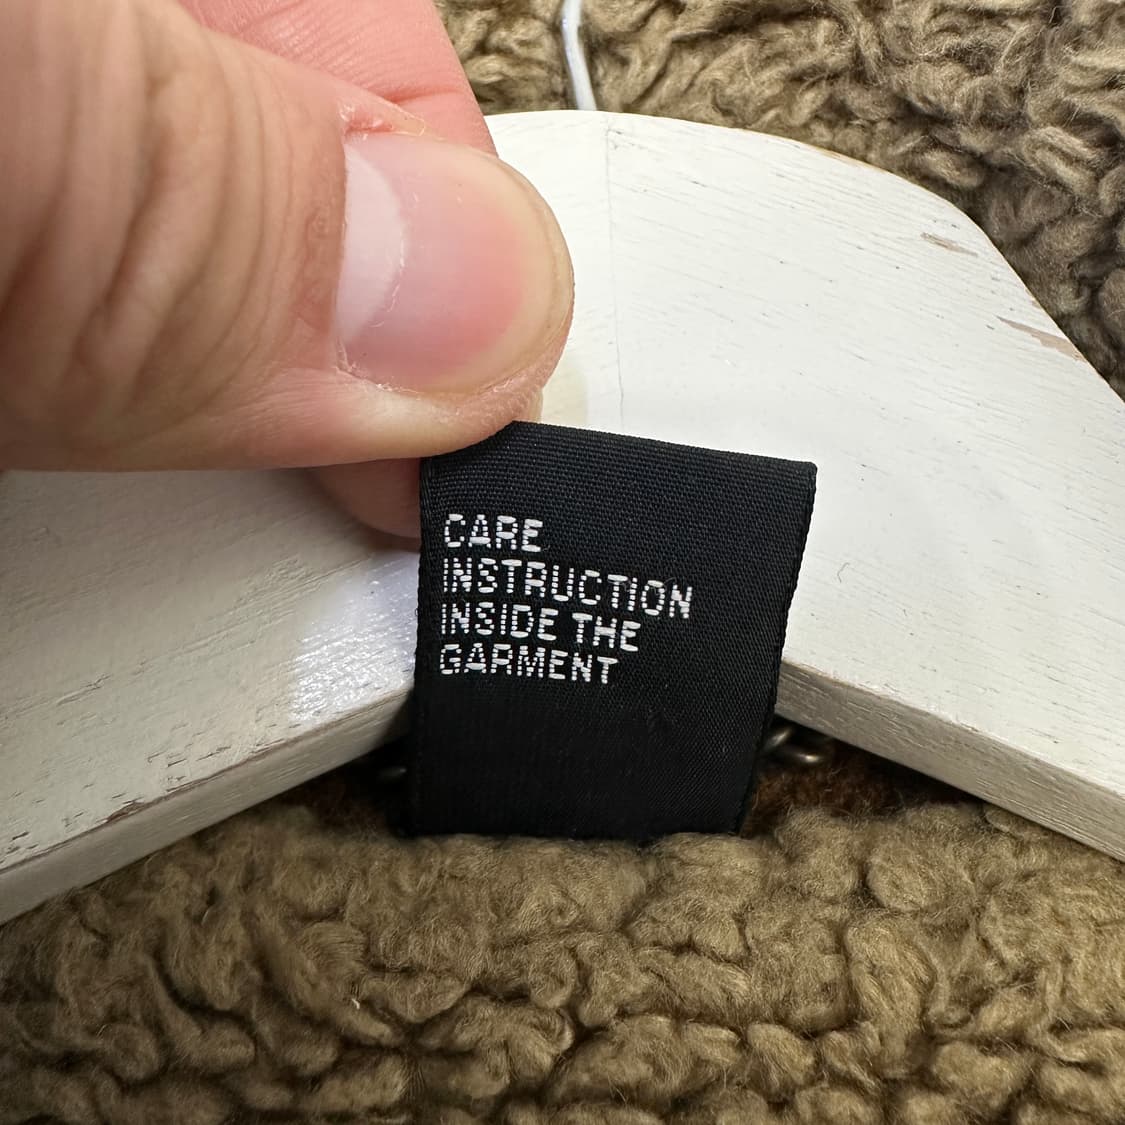 CARE
INSTRUCTION
INSIDE THE
GARMENT